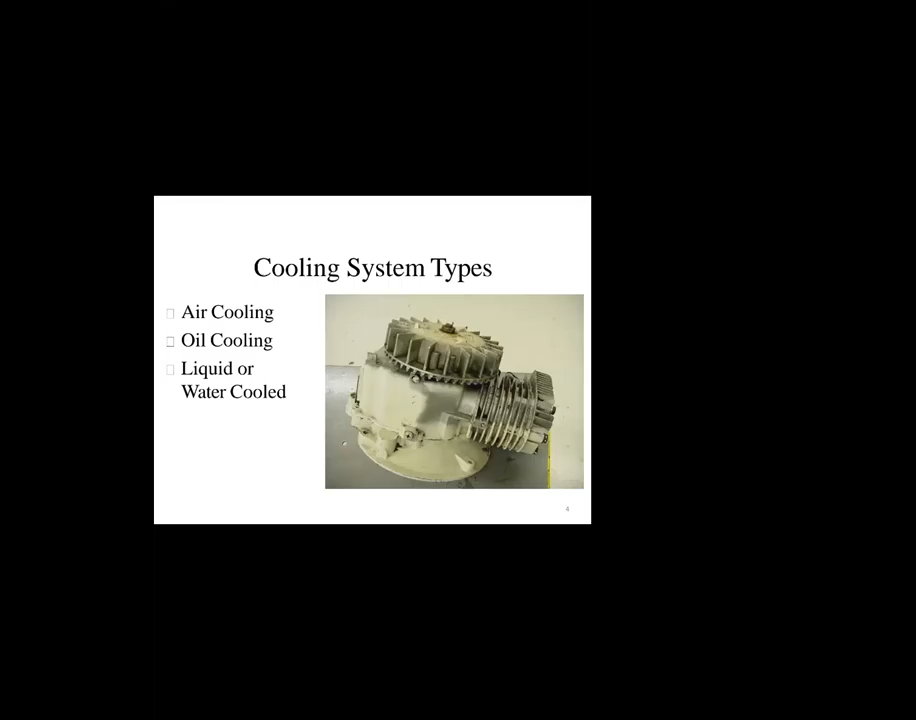 Cooling System Types
Air Cooling
Oil Cooling
Liquid or
Water Cooled
4